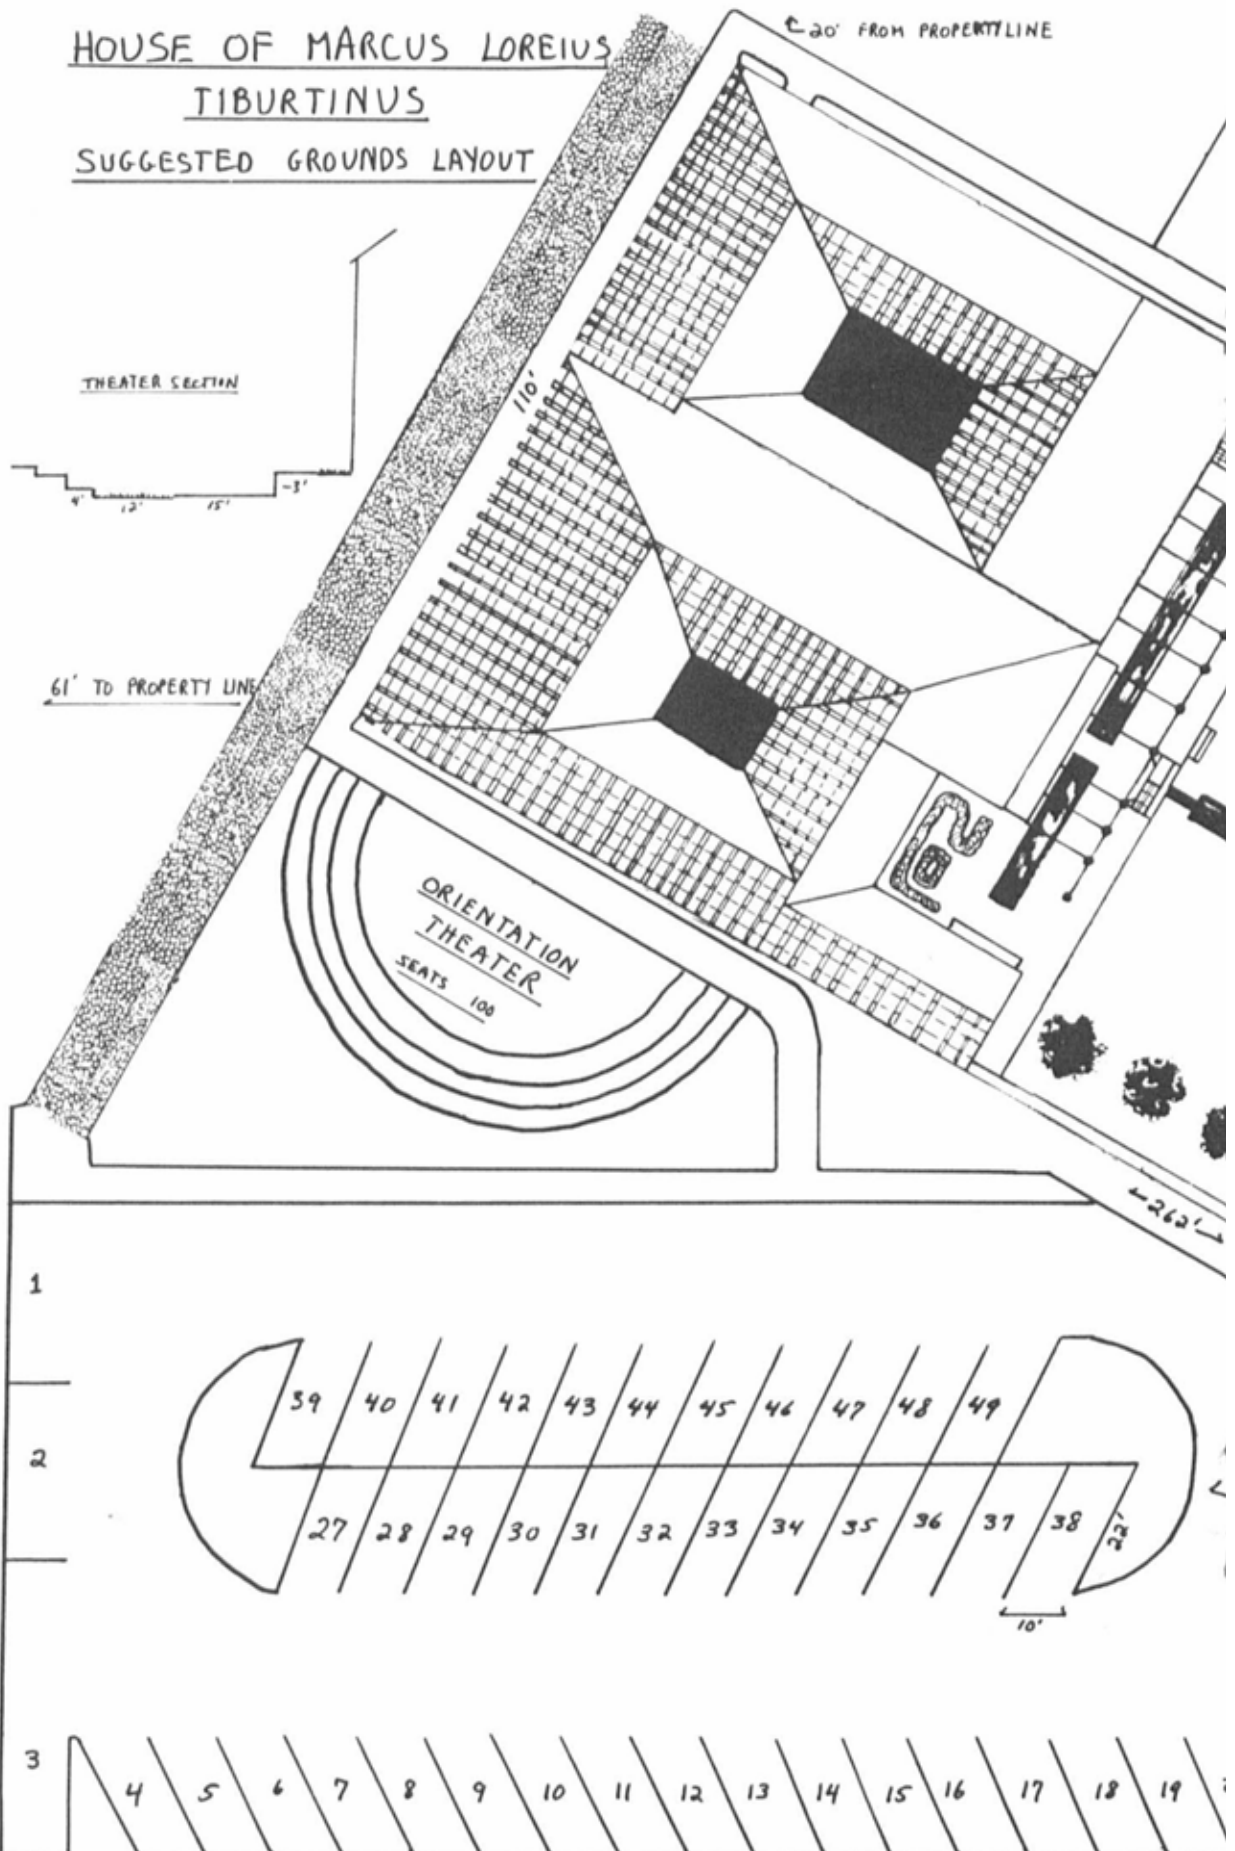 HOUSE OF MARCUS LOREIUS
TIBURTINUS
SUGGESTED GROUNDS LAYOUT
20' FROM PROPERTY LINE
THEATER SECTION
4' 12' 15' -3'
110'
61' TO PROPERTY LINE
ORIENTATION
THEATER
SEATS 100
262'
1
39 40 41 42 43 44 45 46 47 48 49
2
27 28 29 30 31 32 33 34 35 36 37 38 22'
10'
3
4 5 6 7 8 9 10 11 12 13 14 15 16 17 18 19